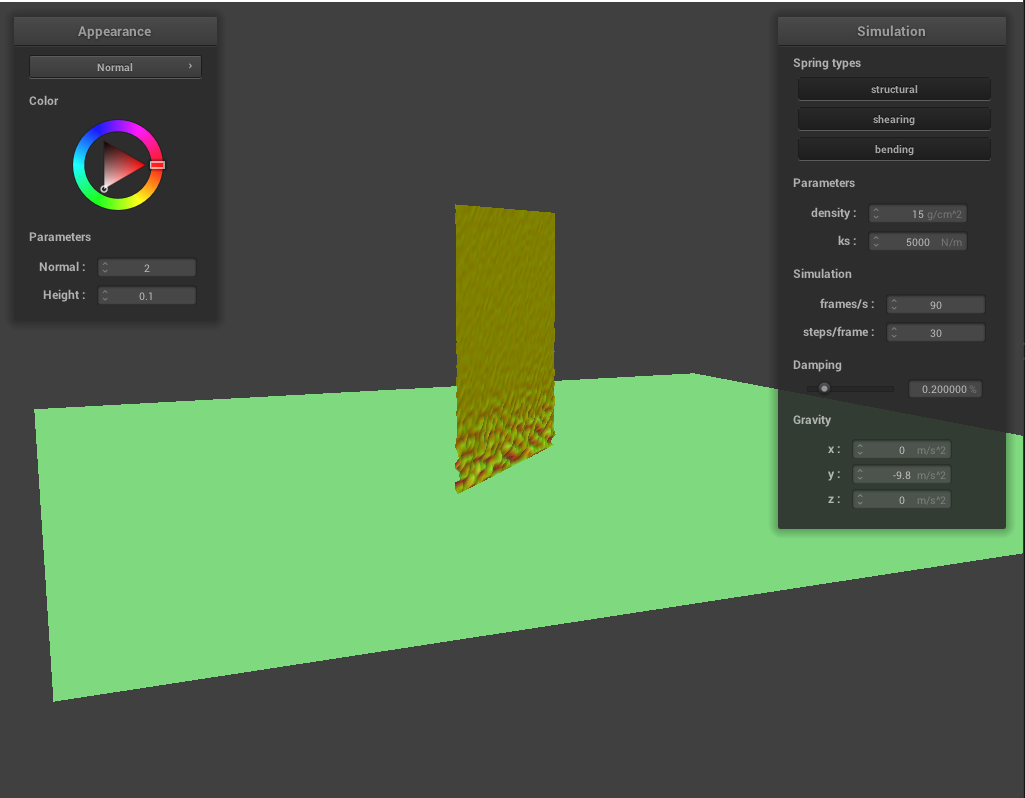 Appearance
Normal
Color
Parameters
Normal : 2
Height : 0.1
Simulation
Spring types
structural
shearing
bending
Parameters
density : 15 g/cm^2
ks : 5000 N/m
Simulation
frames/s : 90
steps/frame : 30
Damping
0.200000 %
Gravity
x : 0 m/s^2
y : -9.8 m/s^2
z : 0 m/s^2